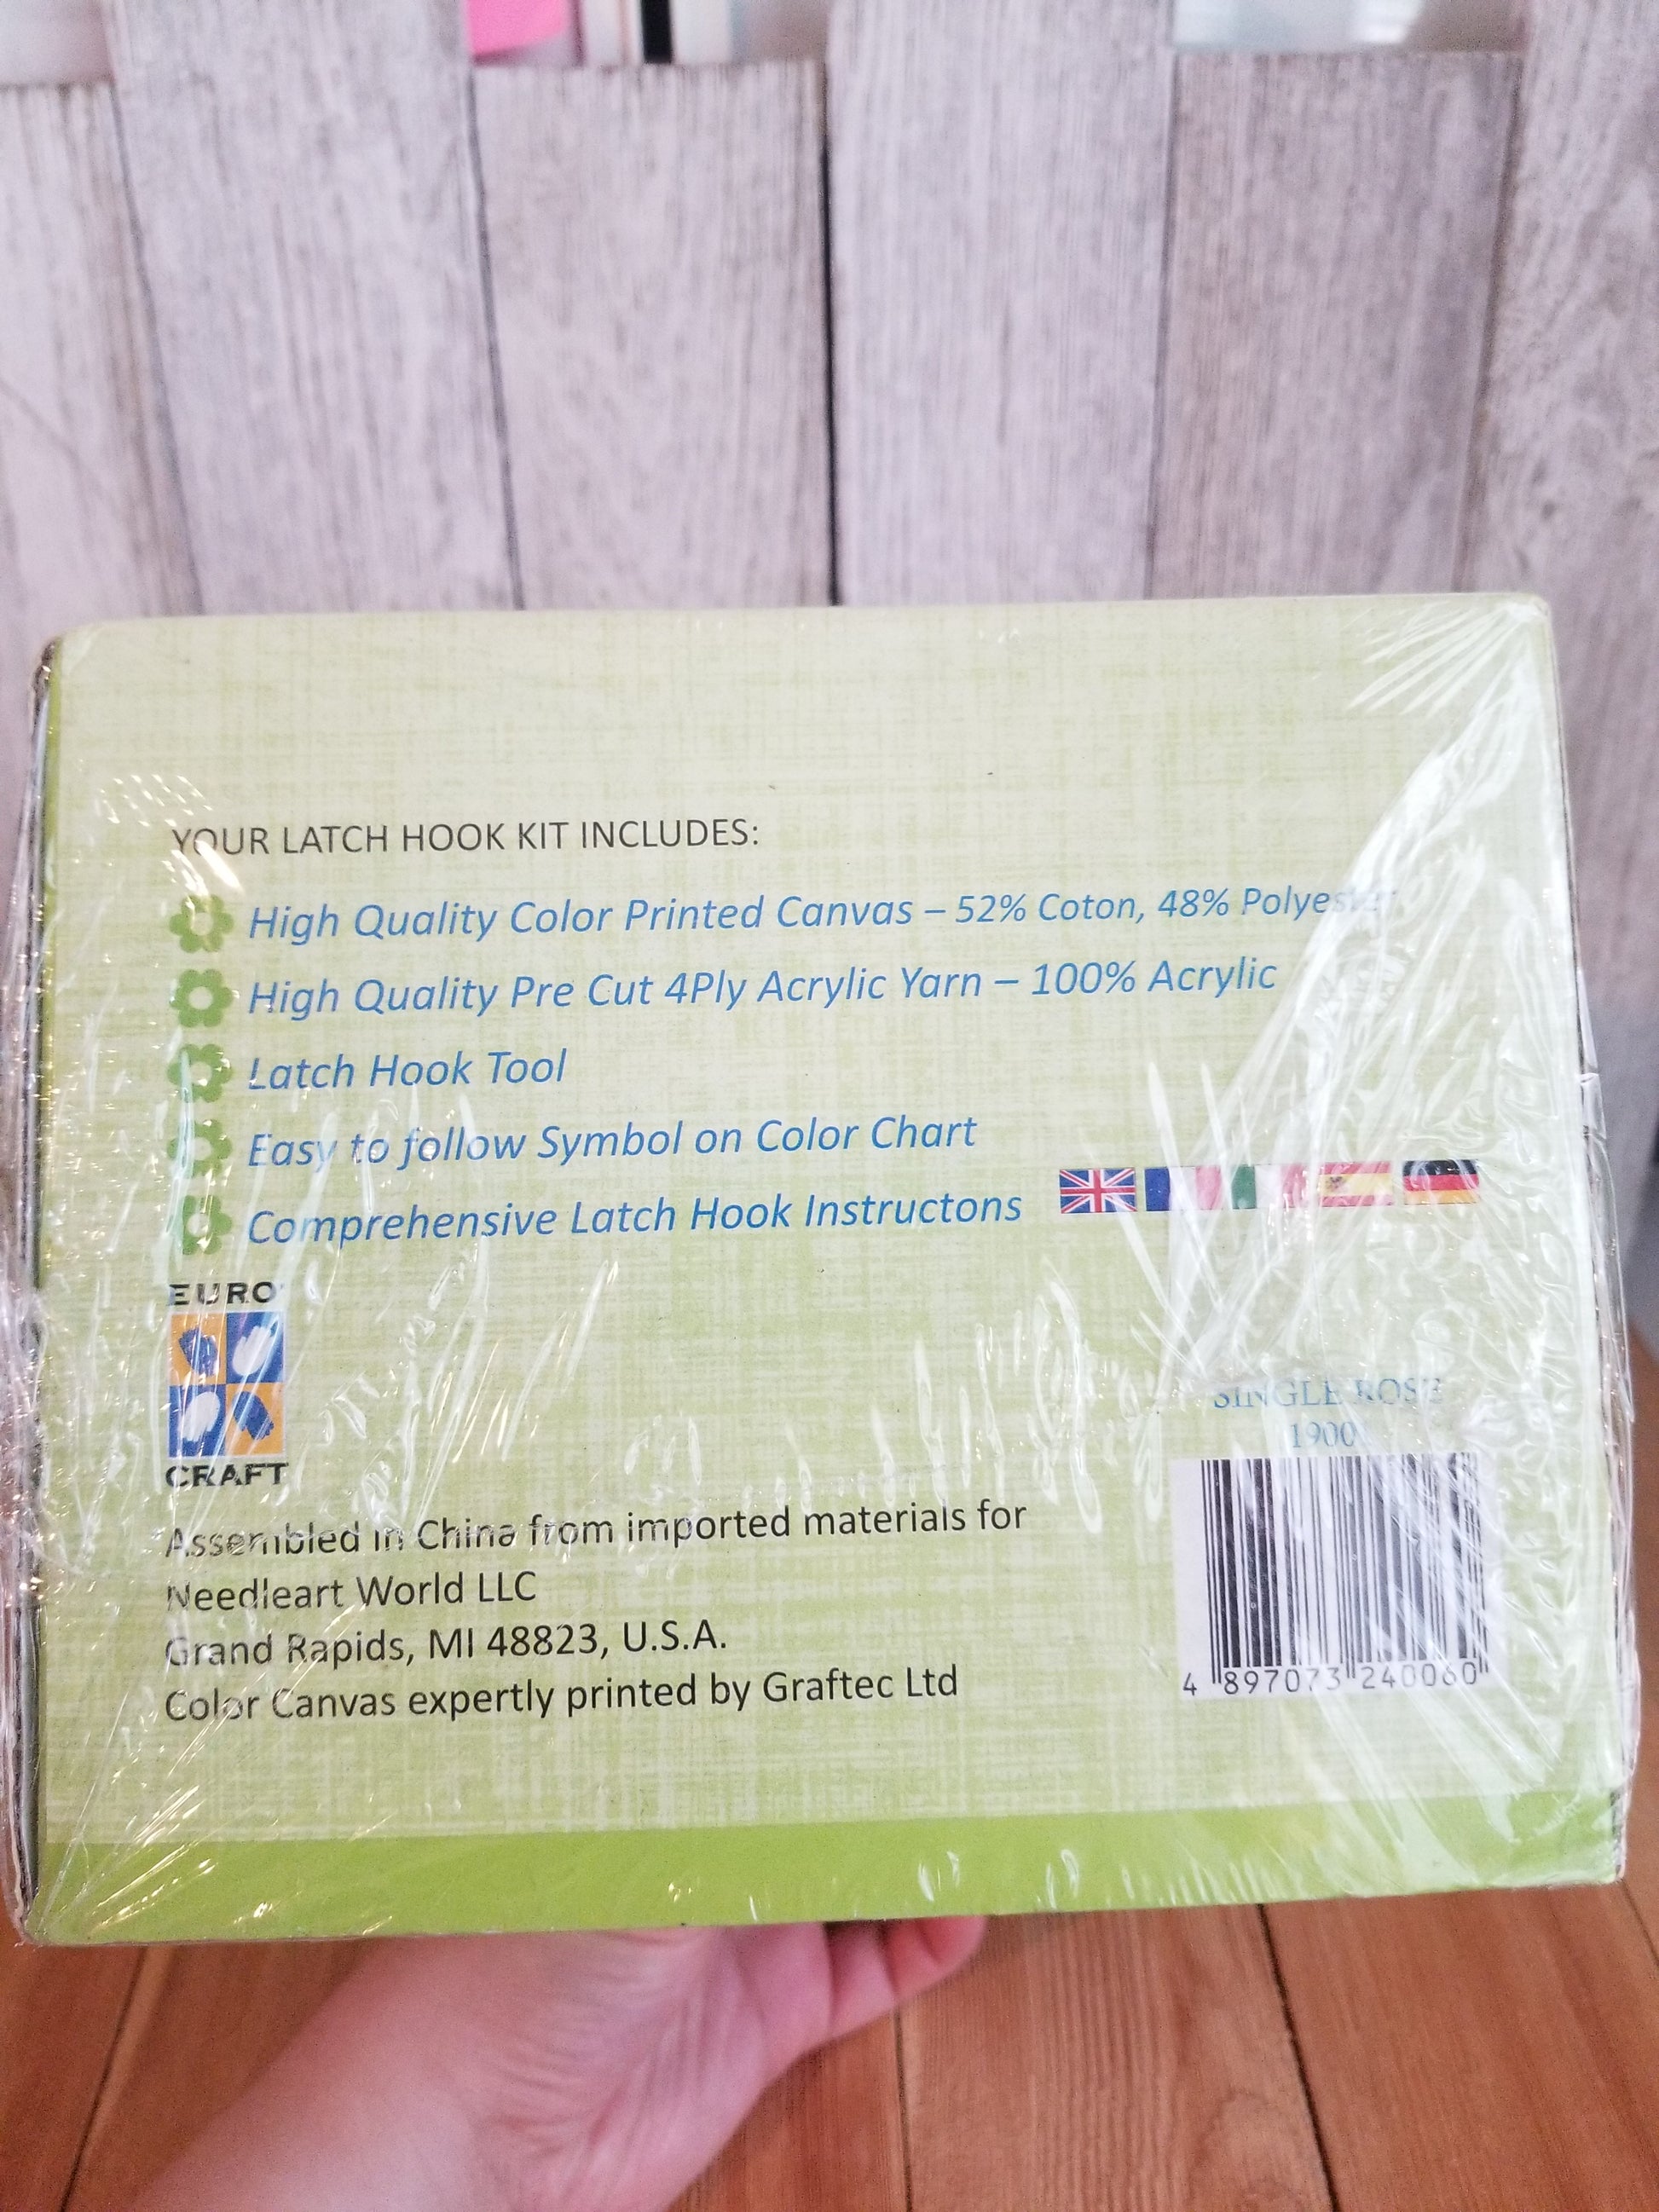 YOUR LATCH HOOK KIT INCLUDES:
High Quality Color Printed Canvas – 52% Coton, 48% Polyester
High Quality Pre Cut 4Ply Acrylic Yarn – 100% Acrylic
Latch Hook Tool
Easy to follow Symbol on Color Chart
Comprehensive Latch Hook Instructons
EURO
CRAFT
SINGLE ROSE
1900
Assembled in China from imported materials for
Needleart World LLC
Grand Rapids, MI 48823, U.S.A.
Color Canvas expertly printed by Graftec Ltd
4 897073 240060